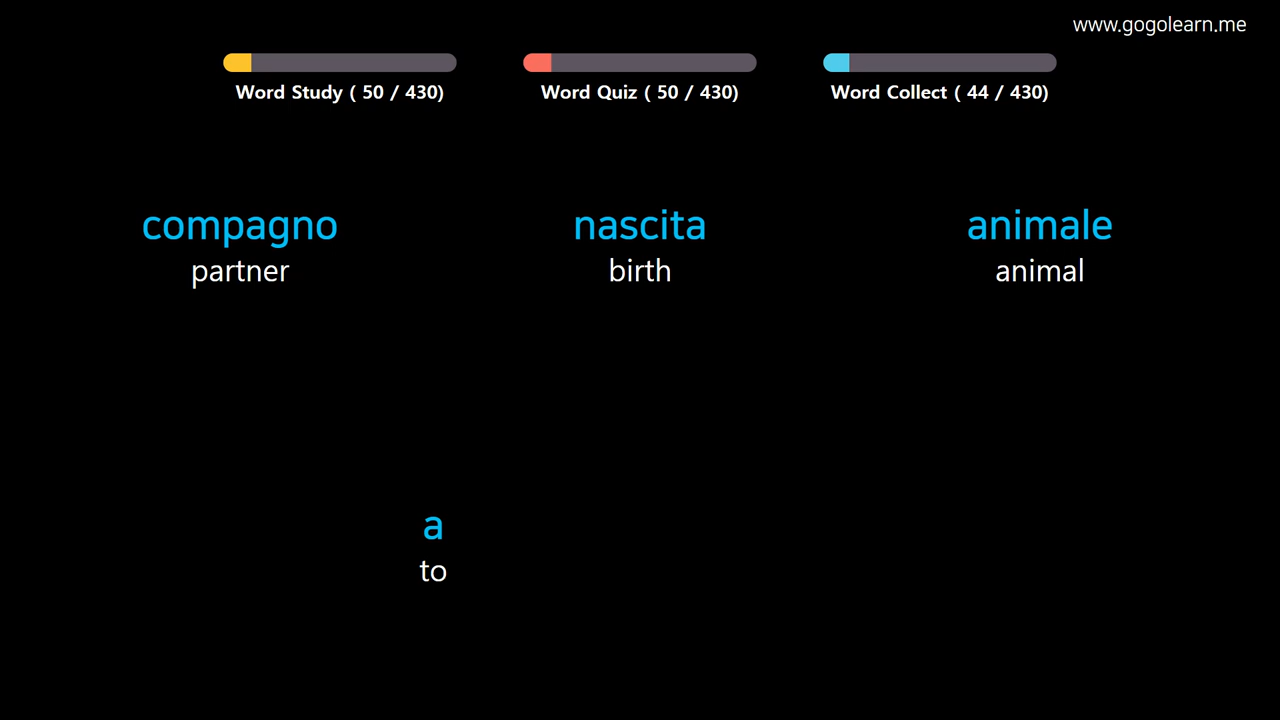 www.gogolearn.me
Word Study ( 50 / 430)
Word Quiz ( 50 / 430)
Word Collect ( 44 / 430)
compagno
partner
nascita
birth
animale
animal
a
to